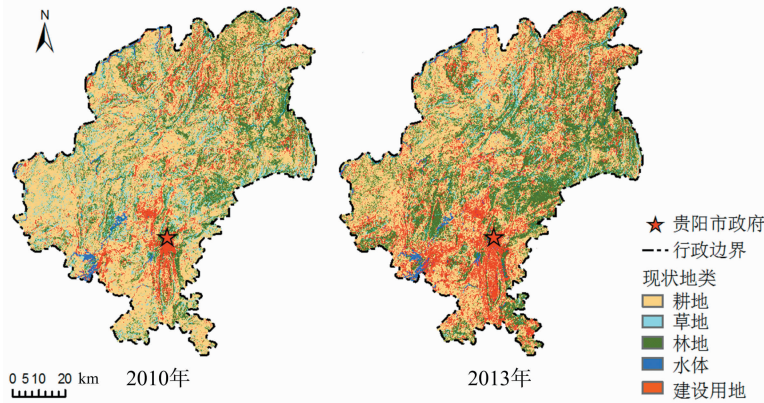 N
贵阳市政府
行政边界
现状地类
耕地
草地
林地
水体
建设用地
0 5 10 20 km
2010年
2013年